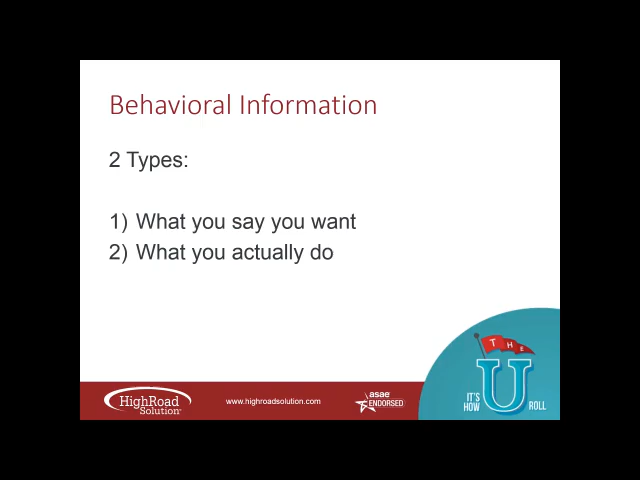 Behavioral Information
2 Types:
1) What you say you want
2) What you actually do
THE
U
IT'S
HOW
ROLL
HighRoad
Solution
www.highroadsolution.com
asae
ENDORSED